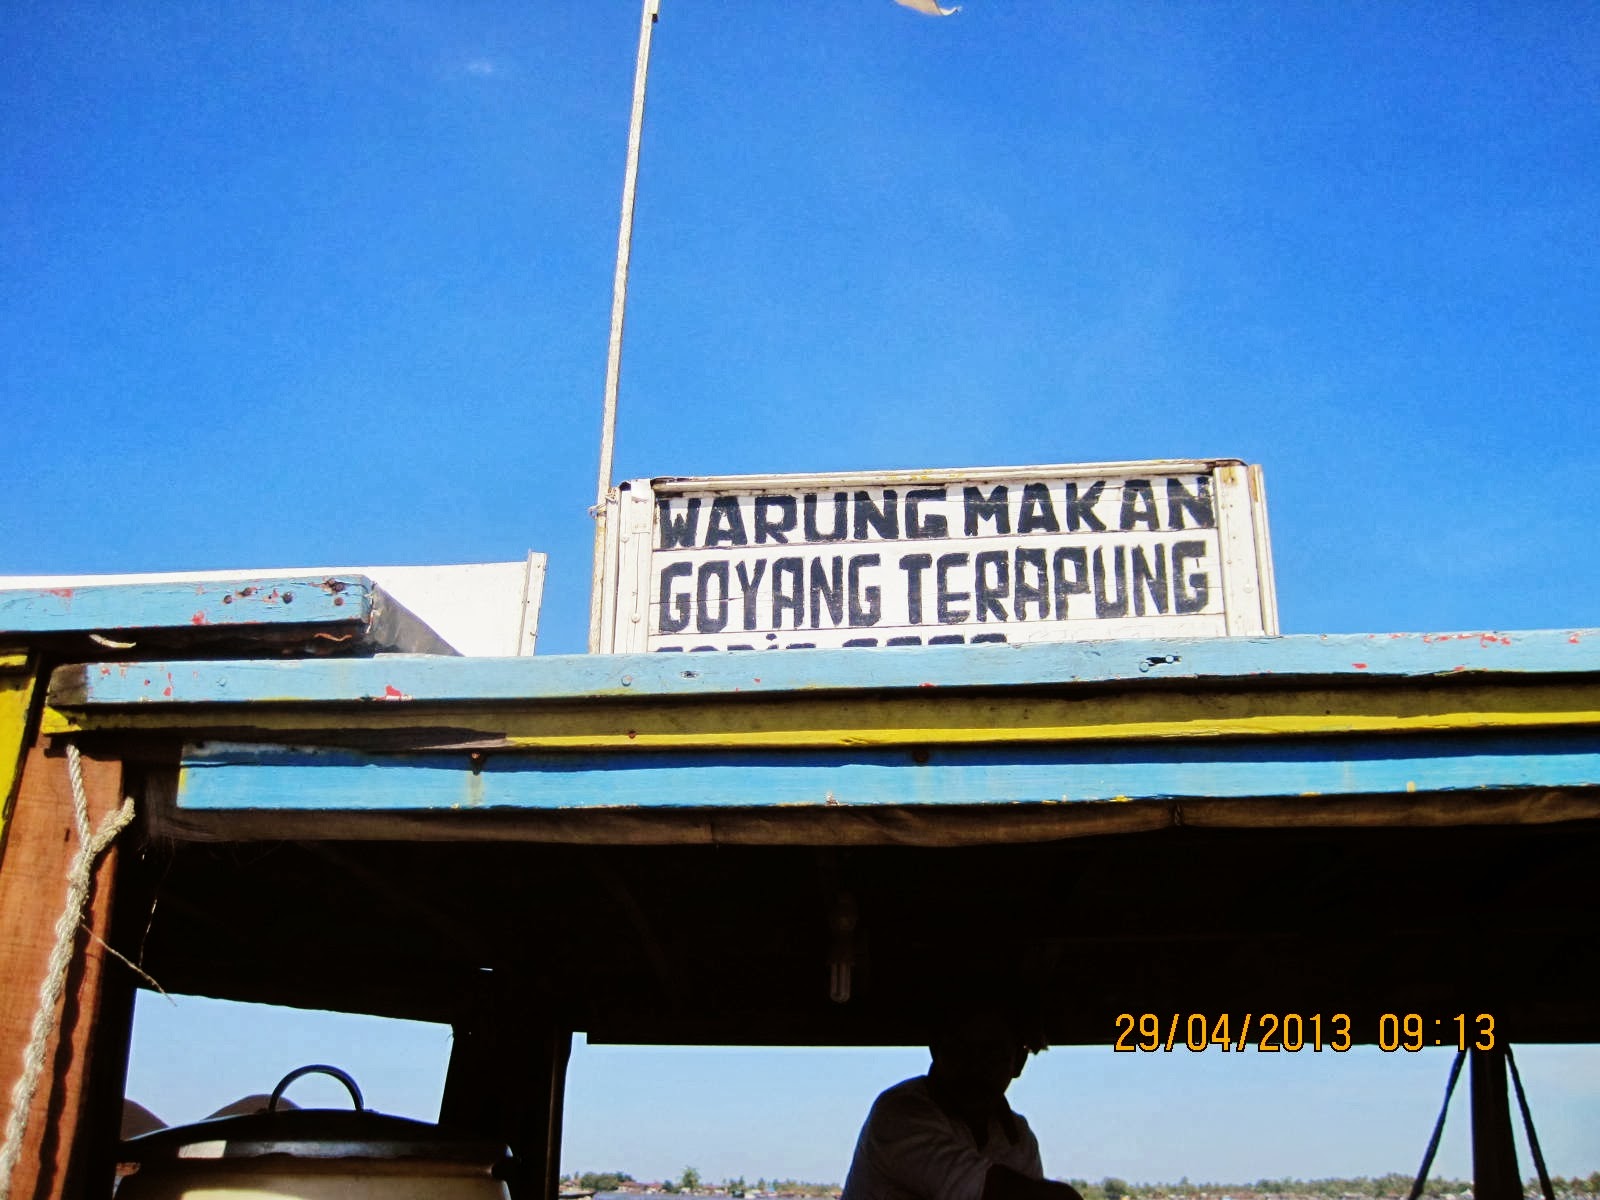 WARUNG MAKAN
GOYANG TERAPUNG
29/04/2013 09:13